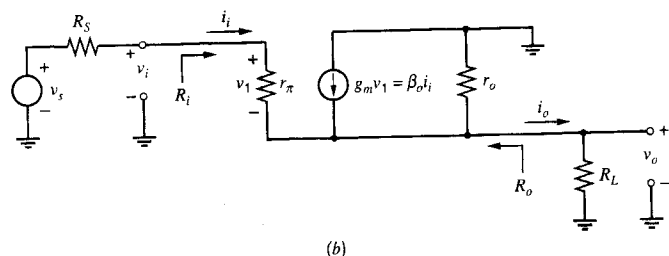 R_S
i_i
+
v_s
−
+
v_i
−
R_i
+
v_1
−
r_π
g_m v_1 = β_o i_i
r_o
i_o
R_o
R_L
+
v_o
−
(b)